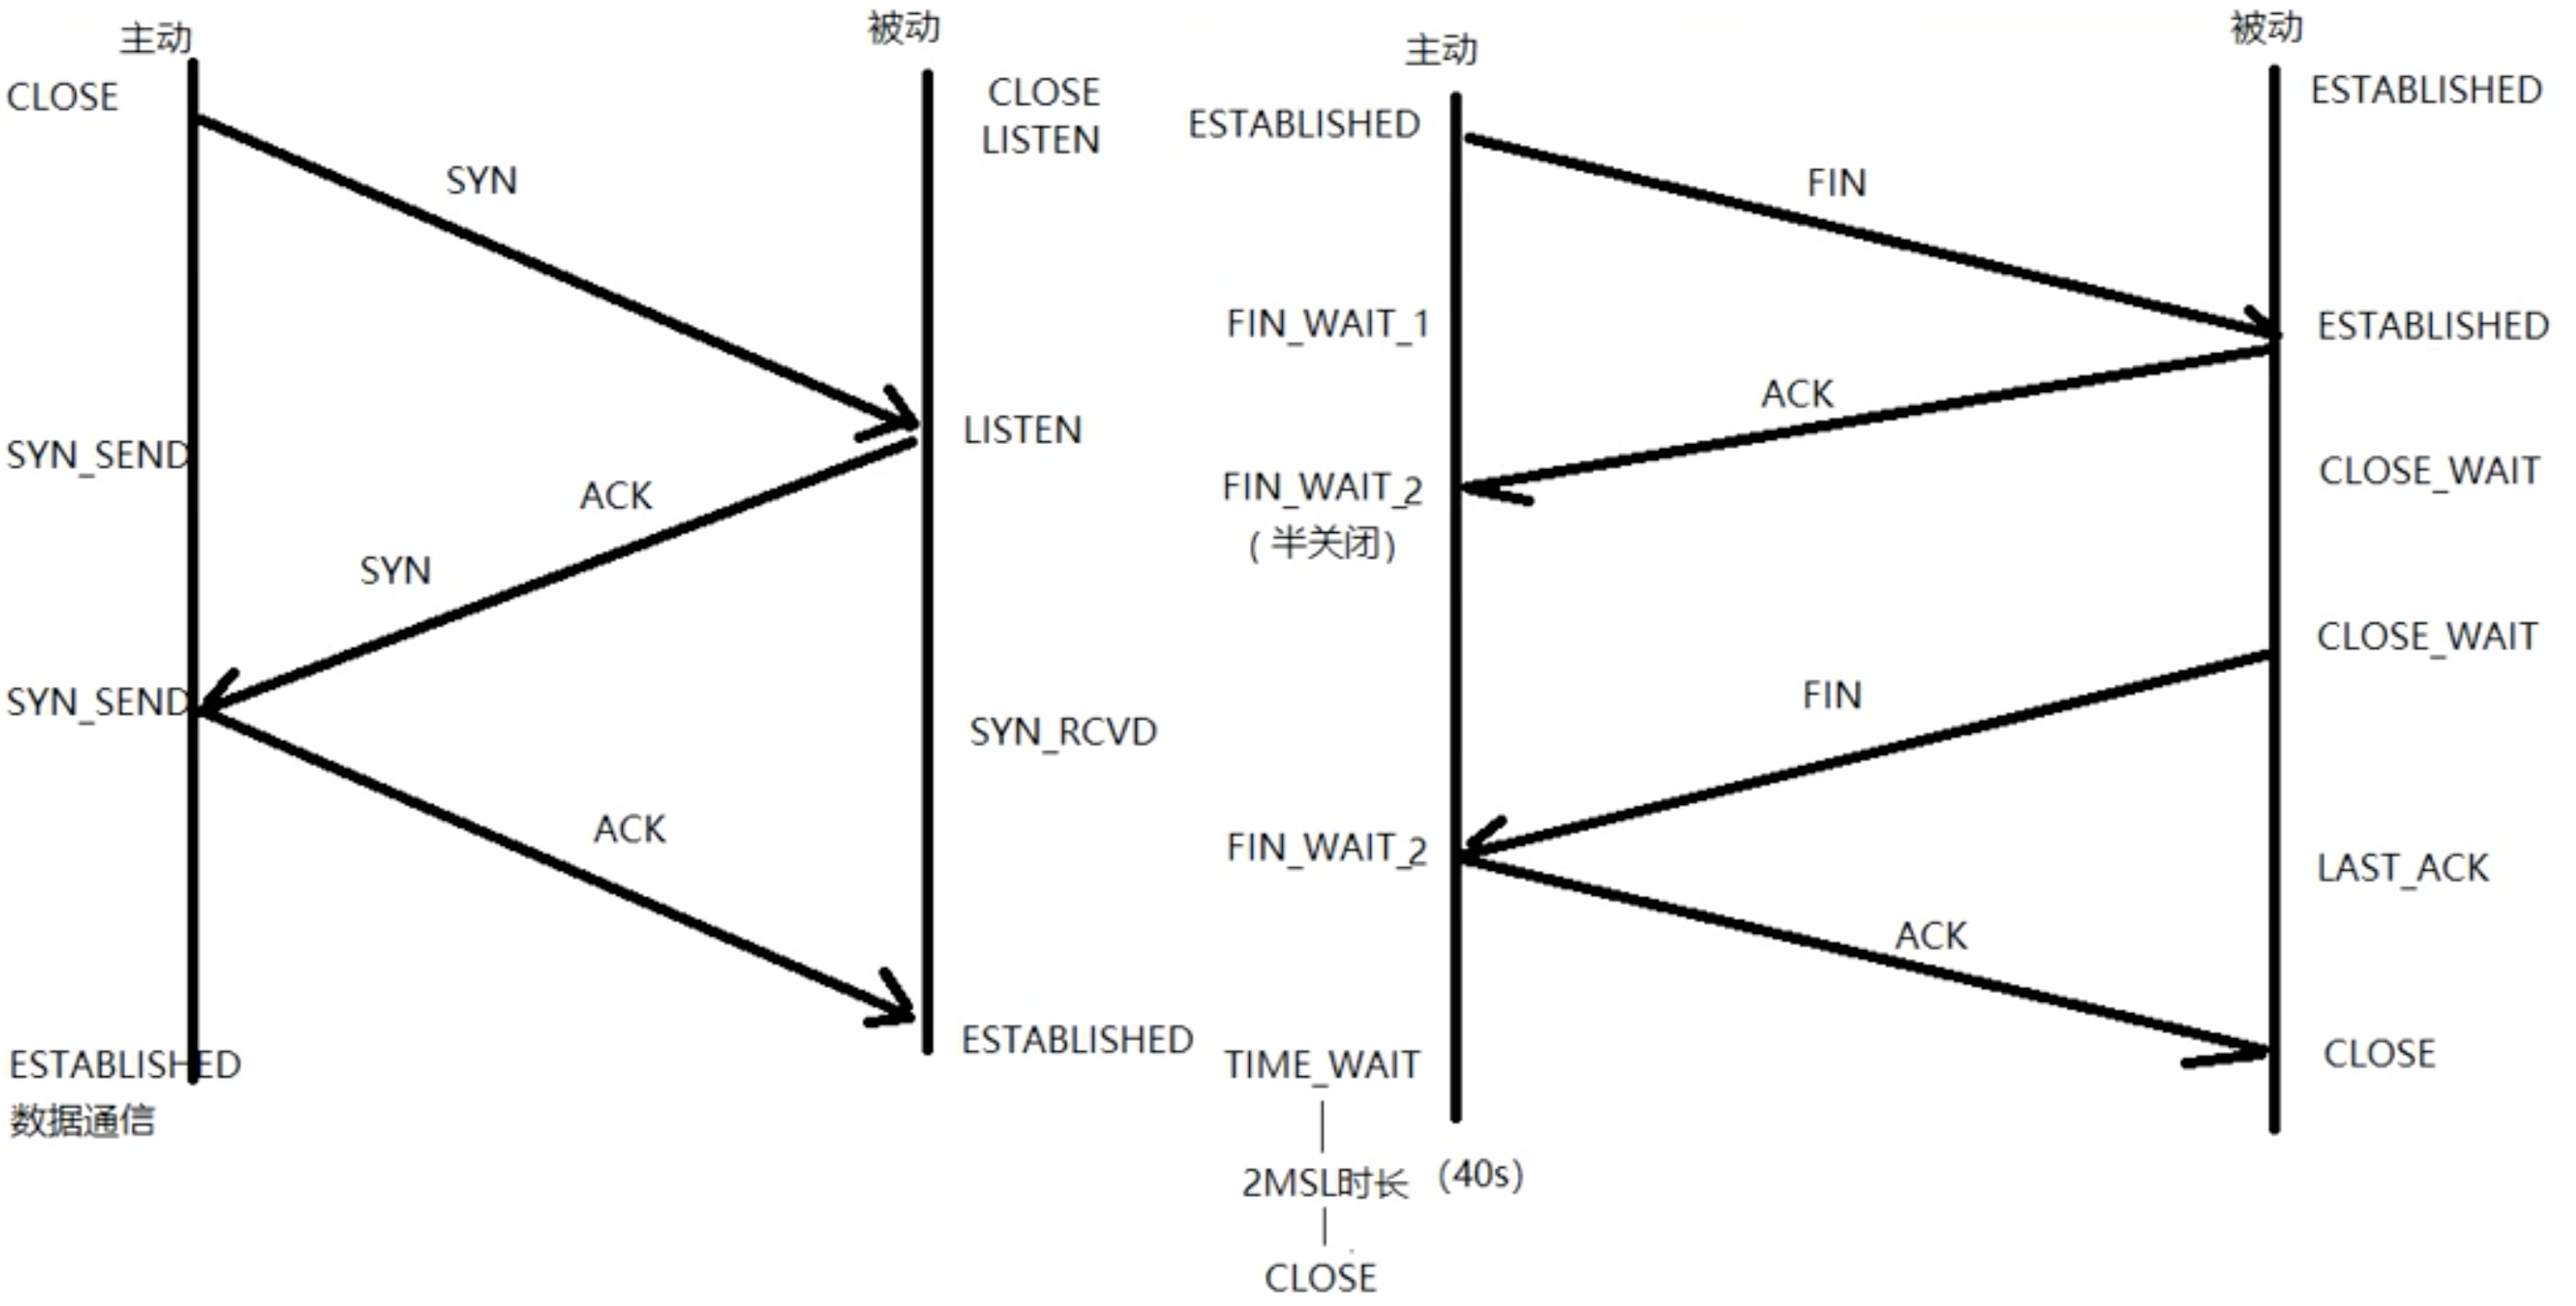 主动
被动
CLOSE
CLOSE
LISTEN
SYN
LISTEN
SYN_SEND
ACK
SYN
SYN_SEND
SYN_RCVD
ACK
ESTABLISHED
ESTABLISHED
数据通信
主动
被动
ESTABLISHED
ESTABLISHED
FIN
FIN_WAIT_1
ESTABLISHED
ACK
FIN_WAIT_2
(半关闭)
CLOSE_WAIT
CLOSE_WAIT
FIN
FIN_WAIT_2
LAST_ACK
ACK
TIME_WAIT
CLOSE
2MSL时长 (40s)
CLOSE